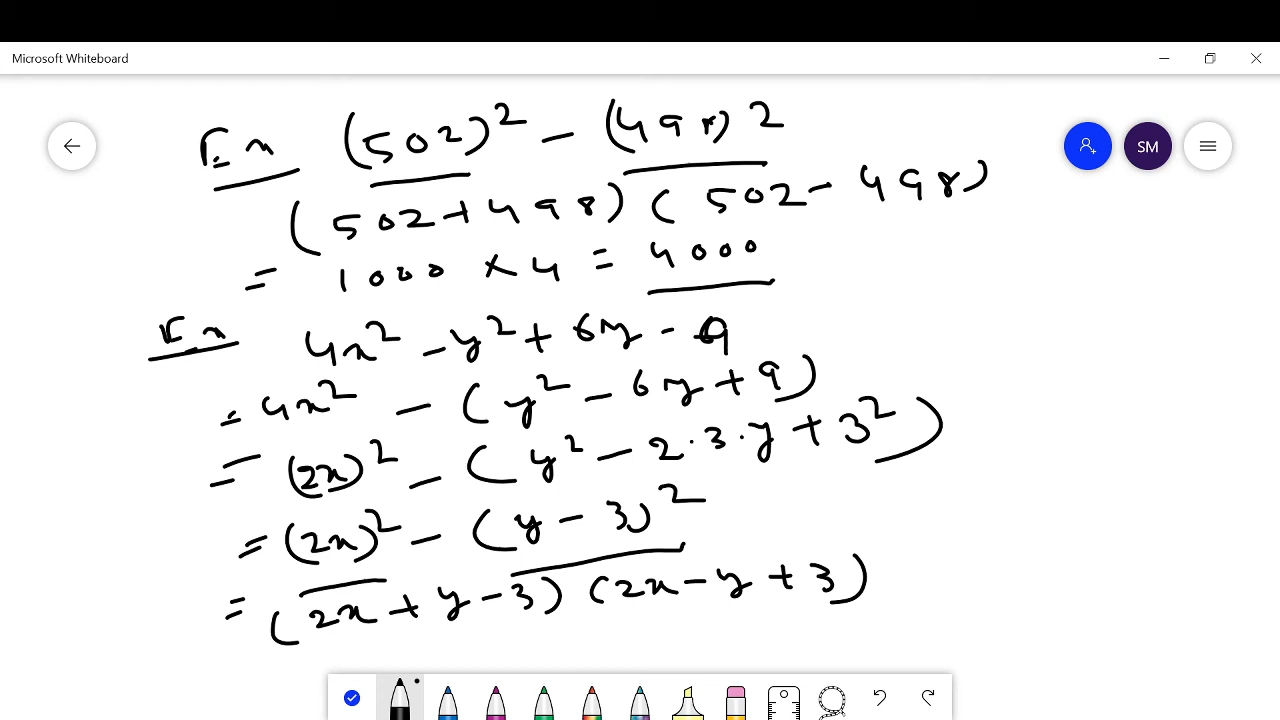 Microsoft Whiteboard
SM
Ex (502)² - (498)²
(502+498) (502-498)
= 1000 × 4 = 4000
Ex 4x² - y² + 6y - 9
= 4x² - (y² - 6y + 9)
= (2x)² - (y² - 2·3·y + 3²)
= (2x)² - (y - 3)²
= (2x + y - 3) (2x - y + 3)